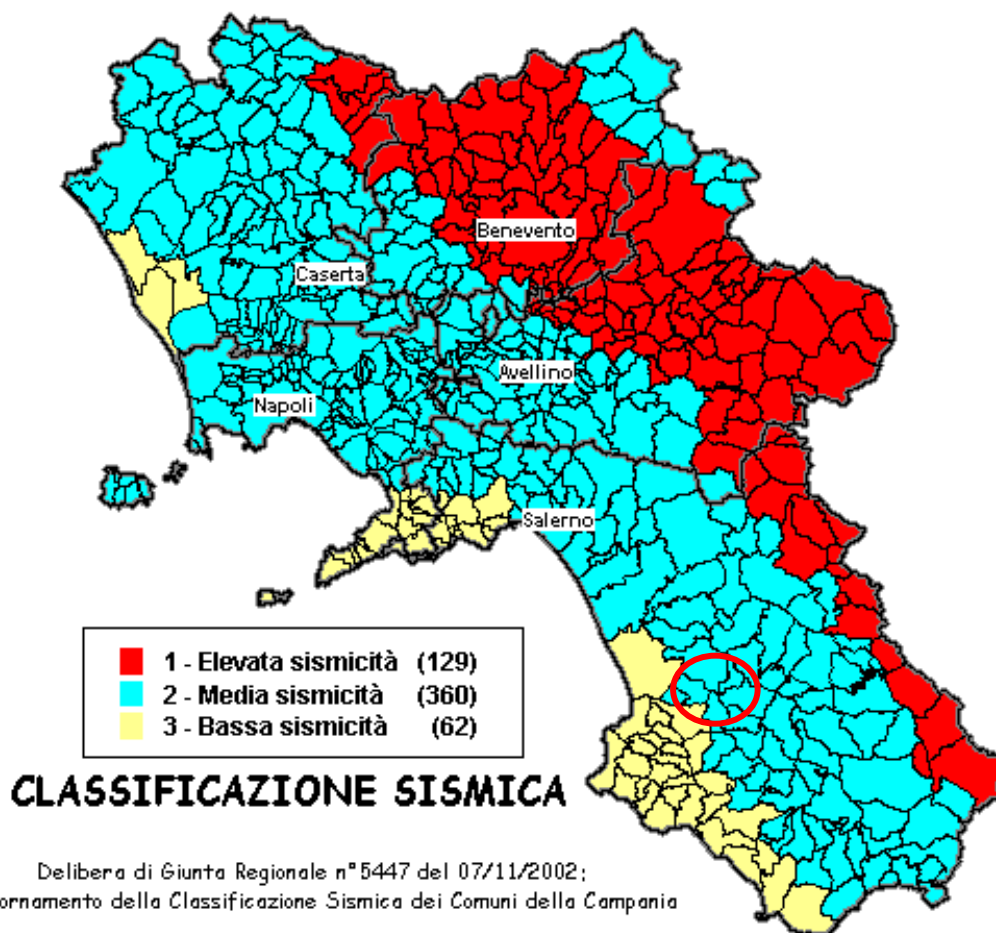 Benevento
Caserta
Avellino
Napoli
Salerno
1 - Elevata sismicità (129)
2 - Media sismicità (360)
3 - Bassa sismicità (62)
CLASSIFICAZIONE SISMICA
Delibera di Giunta Regionale n°5447 del 07/11/2002;
ornamento della Classificazione Sismica dei Comuni della Campania